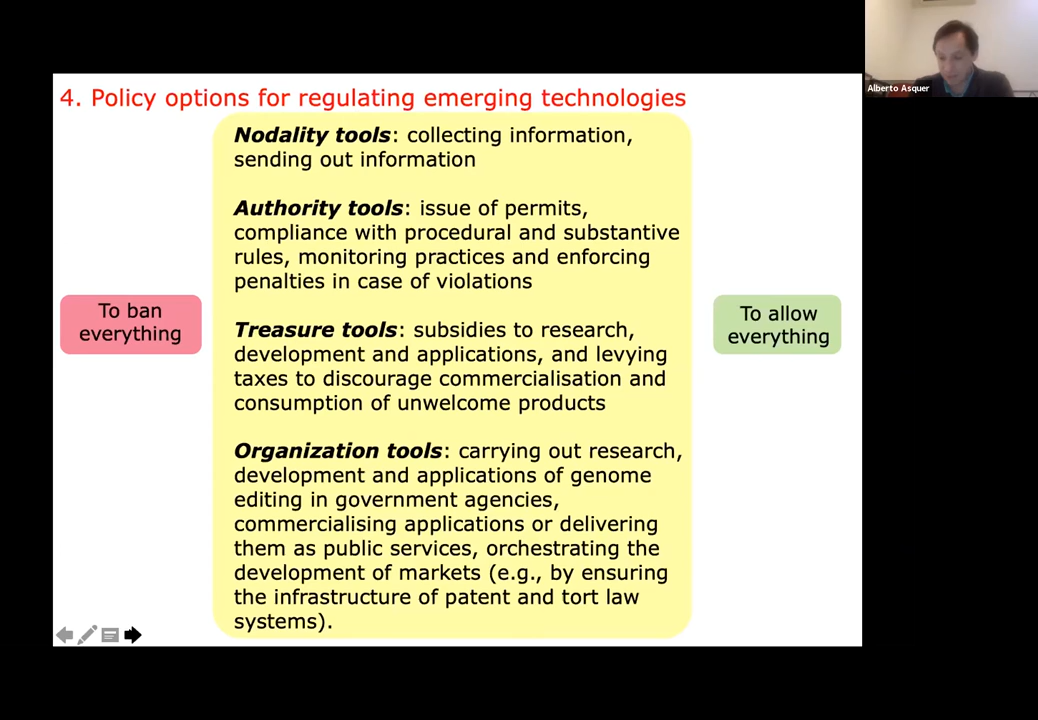 Alberto Asquer
4. Policy options for regulating emerging technologies
Nodality tools: collecting information,
sending out information
Authority tools: issue of permits,
compliance with procedural and substantive
rules, monitoring practices and enforcing
penalties in case of violations
To ban
everything
To allow
everything
Treasure tools: subsidies to research,
development and applications, and levying
taxes to discourage commercialisation and
consumption of unwelcome products
Organization tools: carrying out research,
development and applications of genome
editing in government agencies,
commercialising applications or delivering
them as public services, orchestrating the
development of markets (e.g., by ensuring
the infrastructure of patent and tort law
systems).